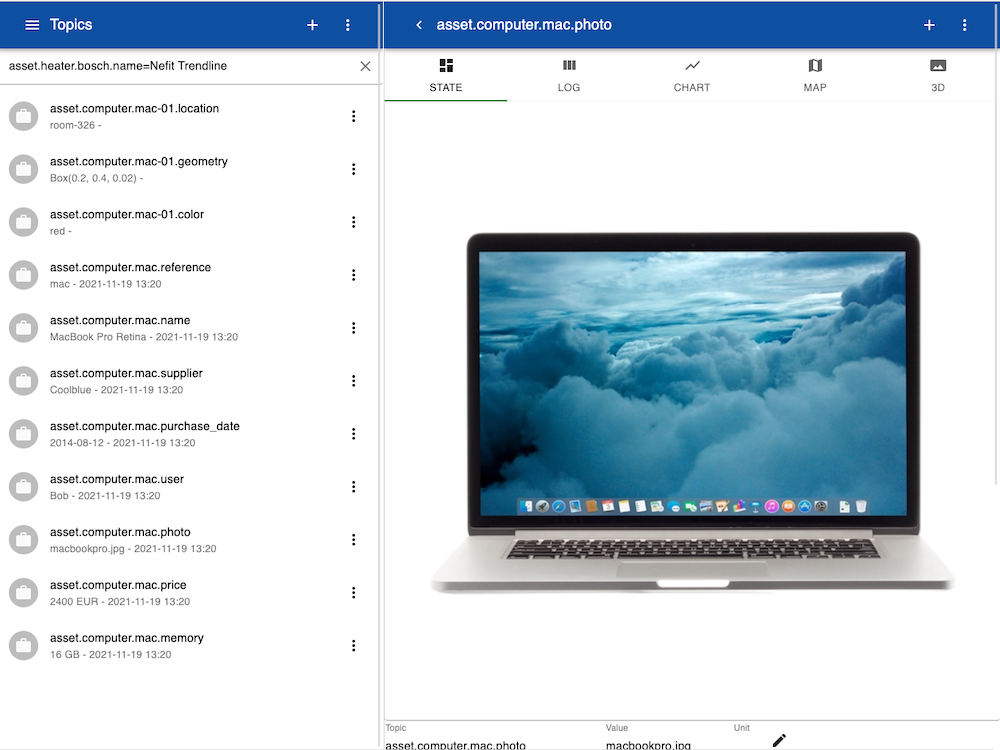 Topics
asset.heater.bosch.name=Nefit Trendline
asset.computer.mac-01.location
room-326 -
asset.computer.mac-01.geometry
Box(0.2, 0.4, 0.02) -
asset.computer.mac-01.color
red -
asset.computer.mac.reference
mac - 2021-11-19 13:20
asset.computer.mac.name
MacBook Pro Retina - 2021-11-19 13:20
asset.computer.mac.supplier
Coolblue - 2021-11-19 13:20
asset.computer.mac.purchase_date
2014-08-12 - 2021-11-19 13:20
asset.computer.mac.user
Bob - 2021-11-19 13:20
asset.computer.mac.photo
macbookpro.jpg - 2021-11-19 13:20
asset.computer.mac.price
2400 EUR - 2021-11-19 13:20
asset.computer.mac.memory
16 GB - 2021-11-19 13:20
asset.computer.mac.photo
STATE LOG CHART MAP 3D
Topic Value Unit
asset.computer.mac.photo macbookpro.jpg